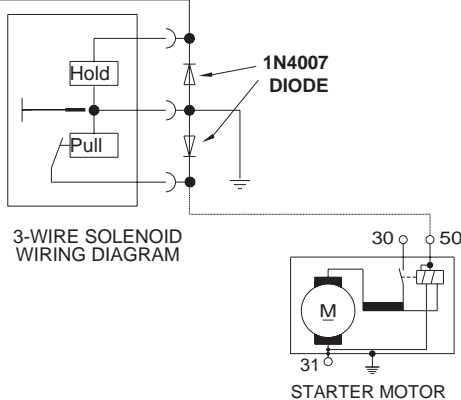 Hold
1N4007
DIODE
Pull
3-WIRE SOLENOID
WIRING DIAGRAM
30
50
M
31
STARTER MOTOR